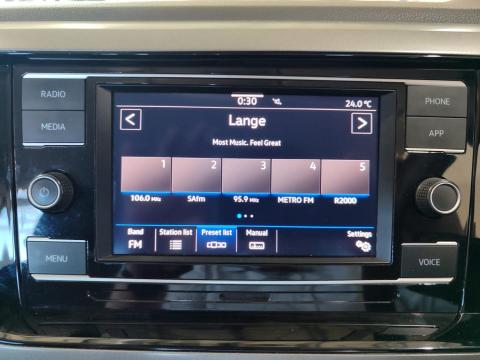 RADIO
MEDIA
MENU
0:30
24.0 °C
< Lange >
Most Music. Feel Great
1 2 3 4 5
106.0 MHz SAfm 95.9 MHz METRO FM R2000
Band Station list Preset list Manual Settings
FM
PHONE
APP
VOICE